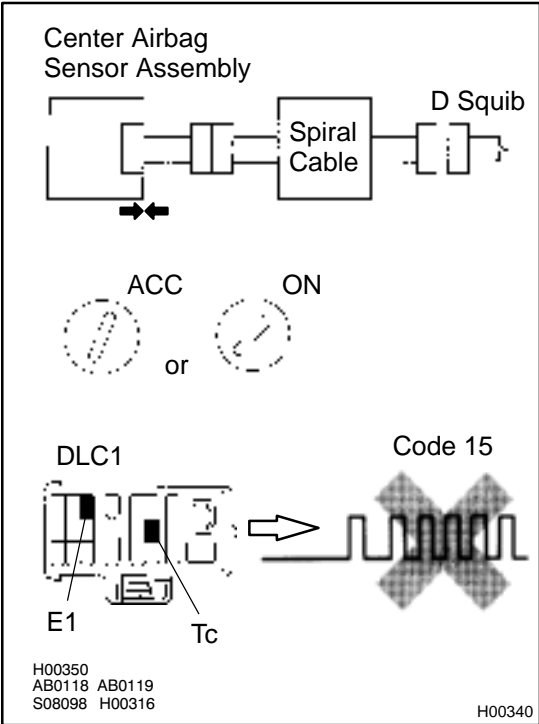 Center Airbag
Sensor Assembly
D Squib
Spiral
Cable
ACC
ON
or
DLC1
Code 15
E1
Tc
H00350
AB0118 AB0119
S08098 H00316
H00340